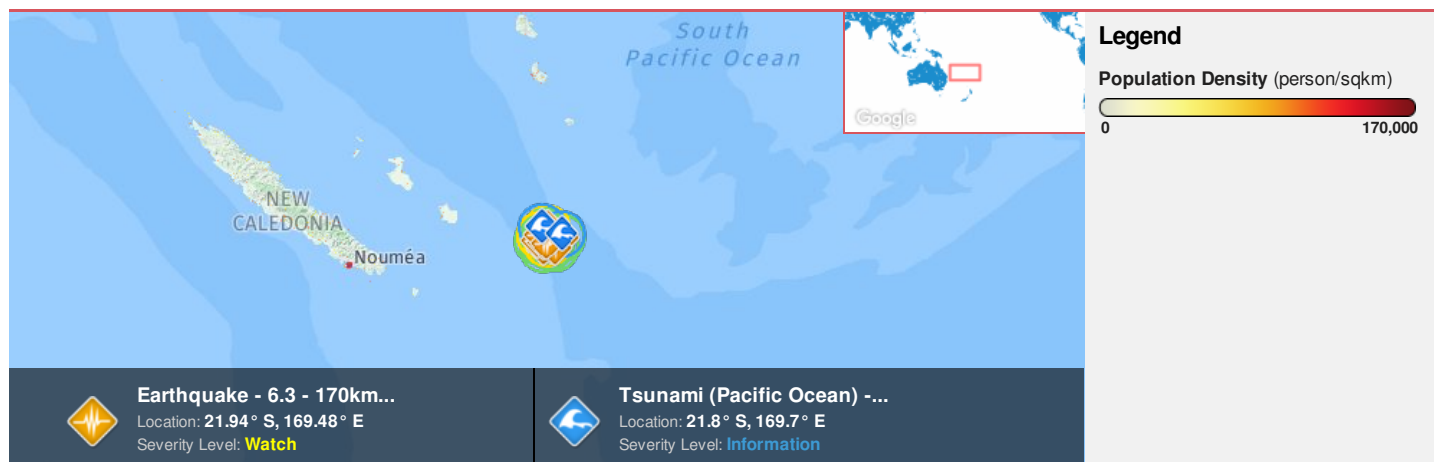 South
Pacific Ocean
Google
NEW
CALEDONIA
Nouméa
Legend
Population Density (person/sqkm)
0 170,000
Earthquake - 6.3 - 170km...
Location: 21.94° S, 169.48° E
Severity Level: Watch
Tsunami (Pacific Ocean) -...
Location: 21.8° S, 169.7° E
Severity Level: Information